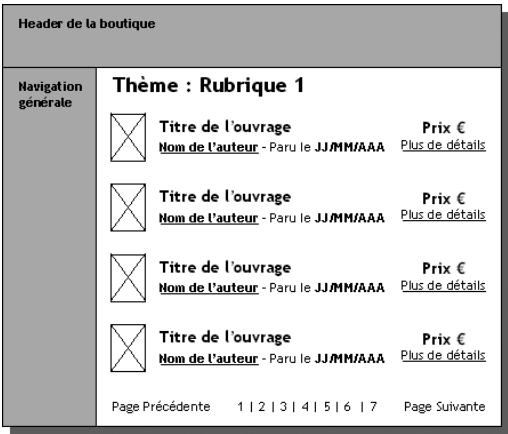 Header de la boutique
Navigation
générale
Thème : Rubrique 1
Titre de l'ouvrage
Prix €
Nom de l'auteur - Paru le JJ/MM/AAA
Plus de détails
Titre de l'ouvrage
Prix €
Nom de l'auteur - Paru le JJ/MM/AAA
Plus de détails
Titre de l'ouvrage
Prix €
Nom de l'auteur - Paru le JJ/MM/AAA
Plus de détails
Titre de l'ouvrage
Prix €
Nom de l'auteur - Paru le JJ/MM/AAA
Plus de détails
Page Précédente 1 | 2 | 3 | 4 | 5 | 6 | 7 Page Suivante